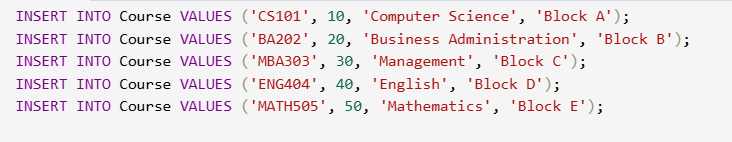 INSERT INTO Course VALUES ('CS101', 10, 'Computer Science', 'Block A');
INSERT INTO Course VALUES ('BA202', 20, 'Business Administration', 'Block B');
INSERT INTO Course VALUES ('MBA303', 30, 'Management', 'Block C');
INSERT INTO Course VALUES ('ENG404', 40, 'English', 'Block D');
INSERT INTO Course VALUES ('MATH505', 50, 'Mathematics', 'Block E');